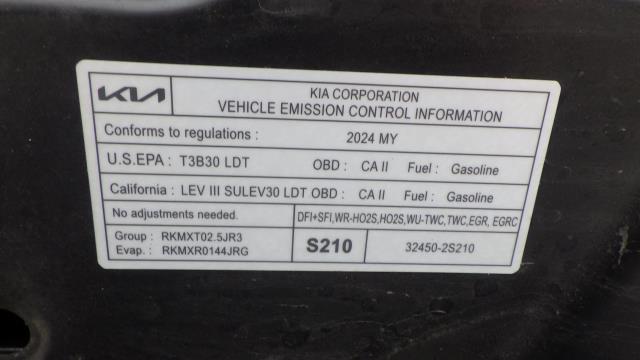 KIA
KIA CORPORATION
VEHICLE EMISSION CONTROL INFORMATION
Conforms to regulations : 2024 MY
U.S.EPA : T3B30 LDT OBD : CA II Fuel : Gasoline
California : LEV III SULEV30 LDT OBD : CA II Fuel : Gasoline
No adjustments needed. DFI+SFI,WR-HO2S,HO2S,WU-TWC,TWC,EGR, EGRC
Group : RKMXT02.5JR3
Evap. : RKMXR0144JRG
S210 32450-2S210